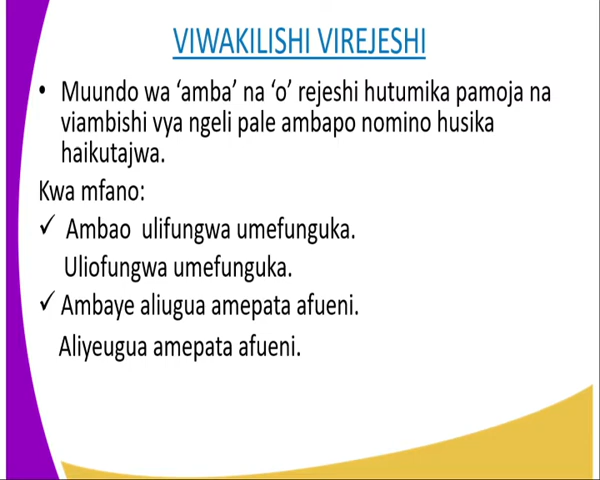 VIWAKILISHI VIREJESHI
• Muundo wa ‘amba’ na ‘o’ rejeshi hutumika pamoja na
viambishi vya ngeli pale ambapo nomino husika
haikutajwa.
Kwa mfano:
✓ Ambao ulifungwa umefunguka.
Uliofungwa umefunguka.
✓ Ambaye aliugua amepata afueni.
Aliyeugua amepata afueni.